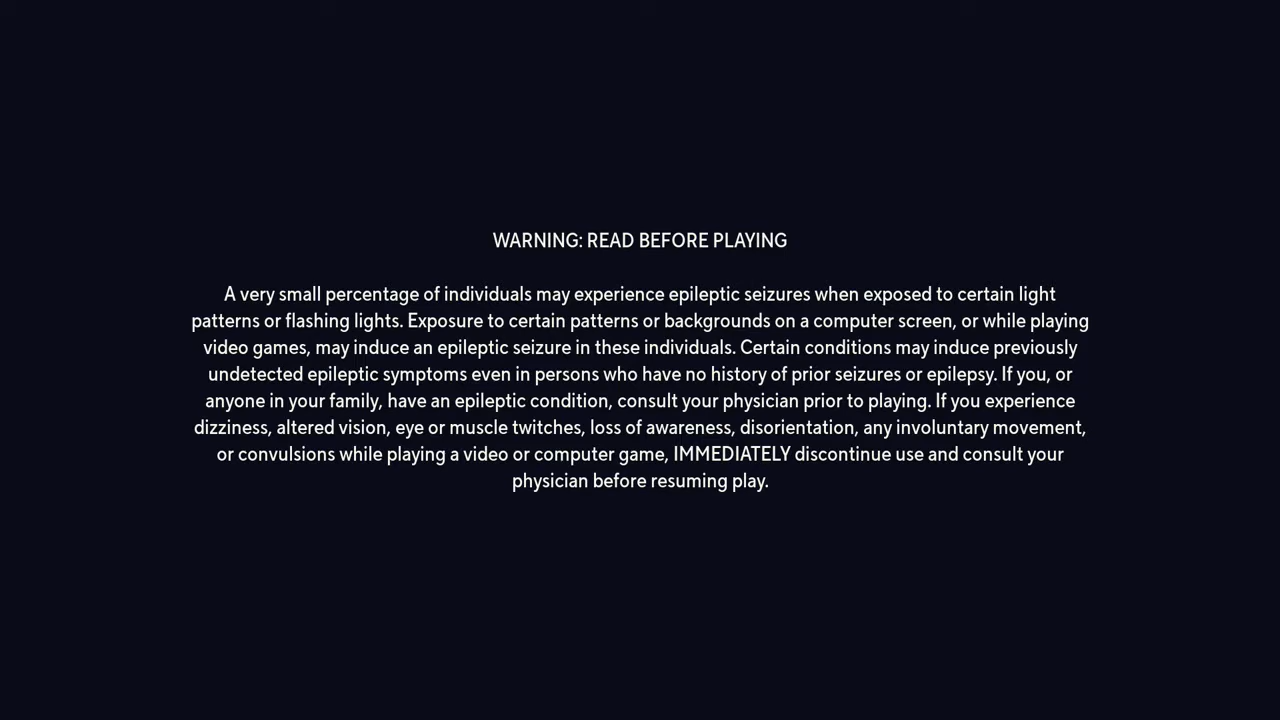 WARNING: READ BEFORE PLAYING
A very small percentage of individuals may experience epileptic seizures when exposed to certain light
patterns or flashing lights. Exposure to certain patterns or backgrounds on a computer screen, or while playing
video games, may induce an epileptic seizure in these individuals. Certain conditions may induce previously
undetected epileptic symptoms even in persons who have no history of prior seizures or epilepsy. If you, or
anyone in your family, have an epileptic condition, consult your physician prior to playing. If you experience
dizziness, altered vision, eye or muscle twitches, loss of awareness, disorientation, any involuntary movement,
or convulsions while playing a video or computer game, IMMEDIATELY discontinue use and consult your
physician before resuming play.